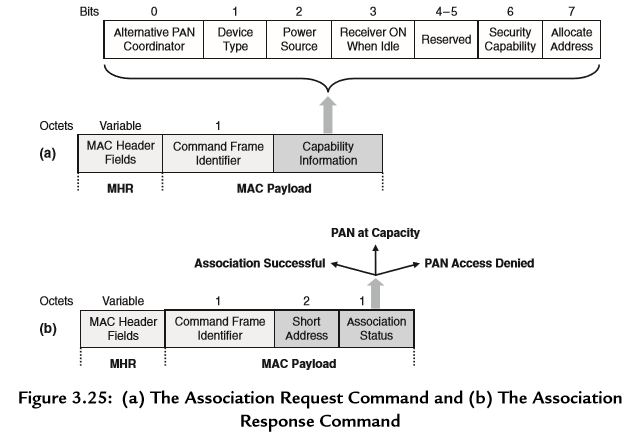 Bits 0 1 2 3 4–5 6 7
Alternative PAN Coordinator
Device Type
Power Source
Receiver ON When Idle
Reserved
Security Capability
Allocate Address
Octets Variable 1
(a)
MAC Header Fields
Command Frame Identifier
Capability Information
MHR MAC Payload
PAN at Capacity
Association Successful PAN Access Denied
Octets Variable 1 2 1
(b)
MAC Header Fields
Command Frame Identifier
Short Address
Association Status
MHR MAC Payload
Figure 3.25: (a) The Association Request Command and (b) The Association
Response Command